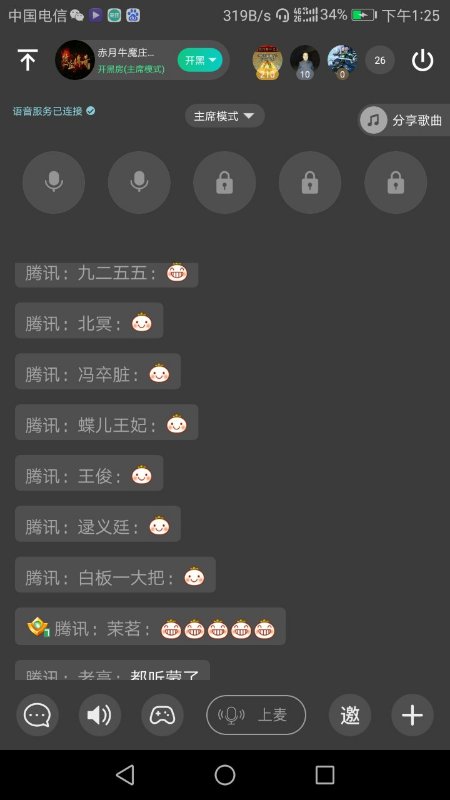 中国电信 319B/s 4G 2G 34% 下午1:25
赤月牛魔庄...
开黑房(主席模式)
开黑
210
10
0
26
语音服务已连接
主席模式
分享歌曲
腾讯：九二五五：
腾讯：北冥：
腾讯：冯卒脏：
腾讯：蝶儿王妃：
腾讯：王俊：
腾讯：逯义廷：
腾讯：白板一大把：
1 腾讯：茉茗：
腾讯：老高：都听蒙了
上麦
邀